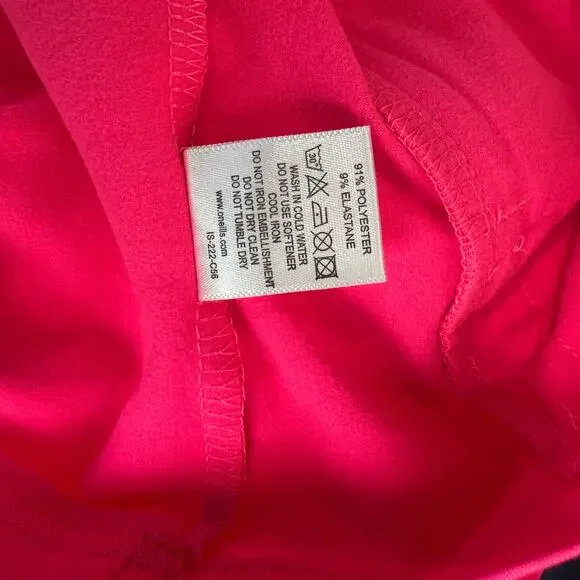 91% POLYESTER
9% ELASTANE
30°
WASH IN COLD WATER
DO NOT USE SOFTENER
COOL IRON
DO NOT IRON EMBELLISHMENT
DO NOT DRY CLEAN
DO NOT TUMBLE DRY
www.oneills.com
IS-222-C56